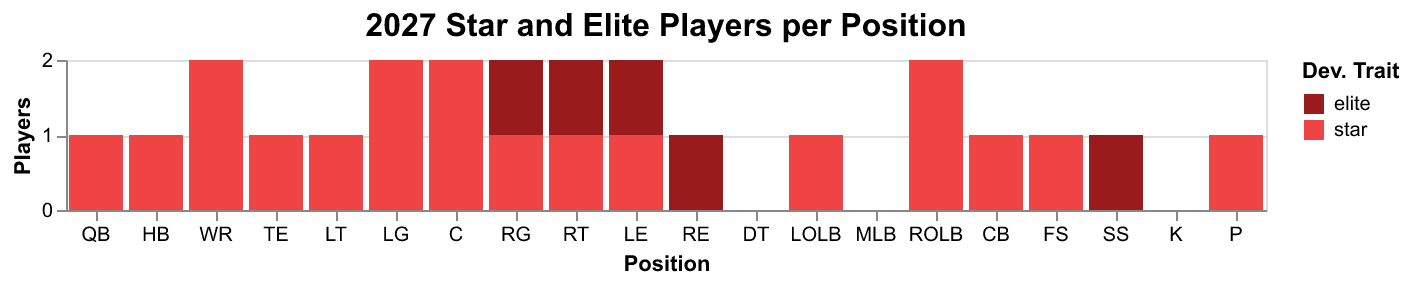 2027 Star and Elite Players per Position
Players
2
1
0
QB HB WR TE LT LG C RG RT LE RE DT LOLB MLB ROLB CB FS SS K P
Position
Dev. Trait
elite
star